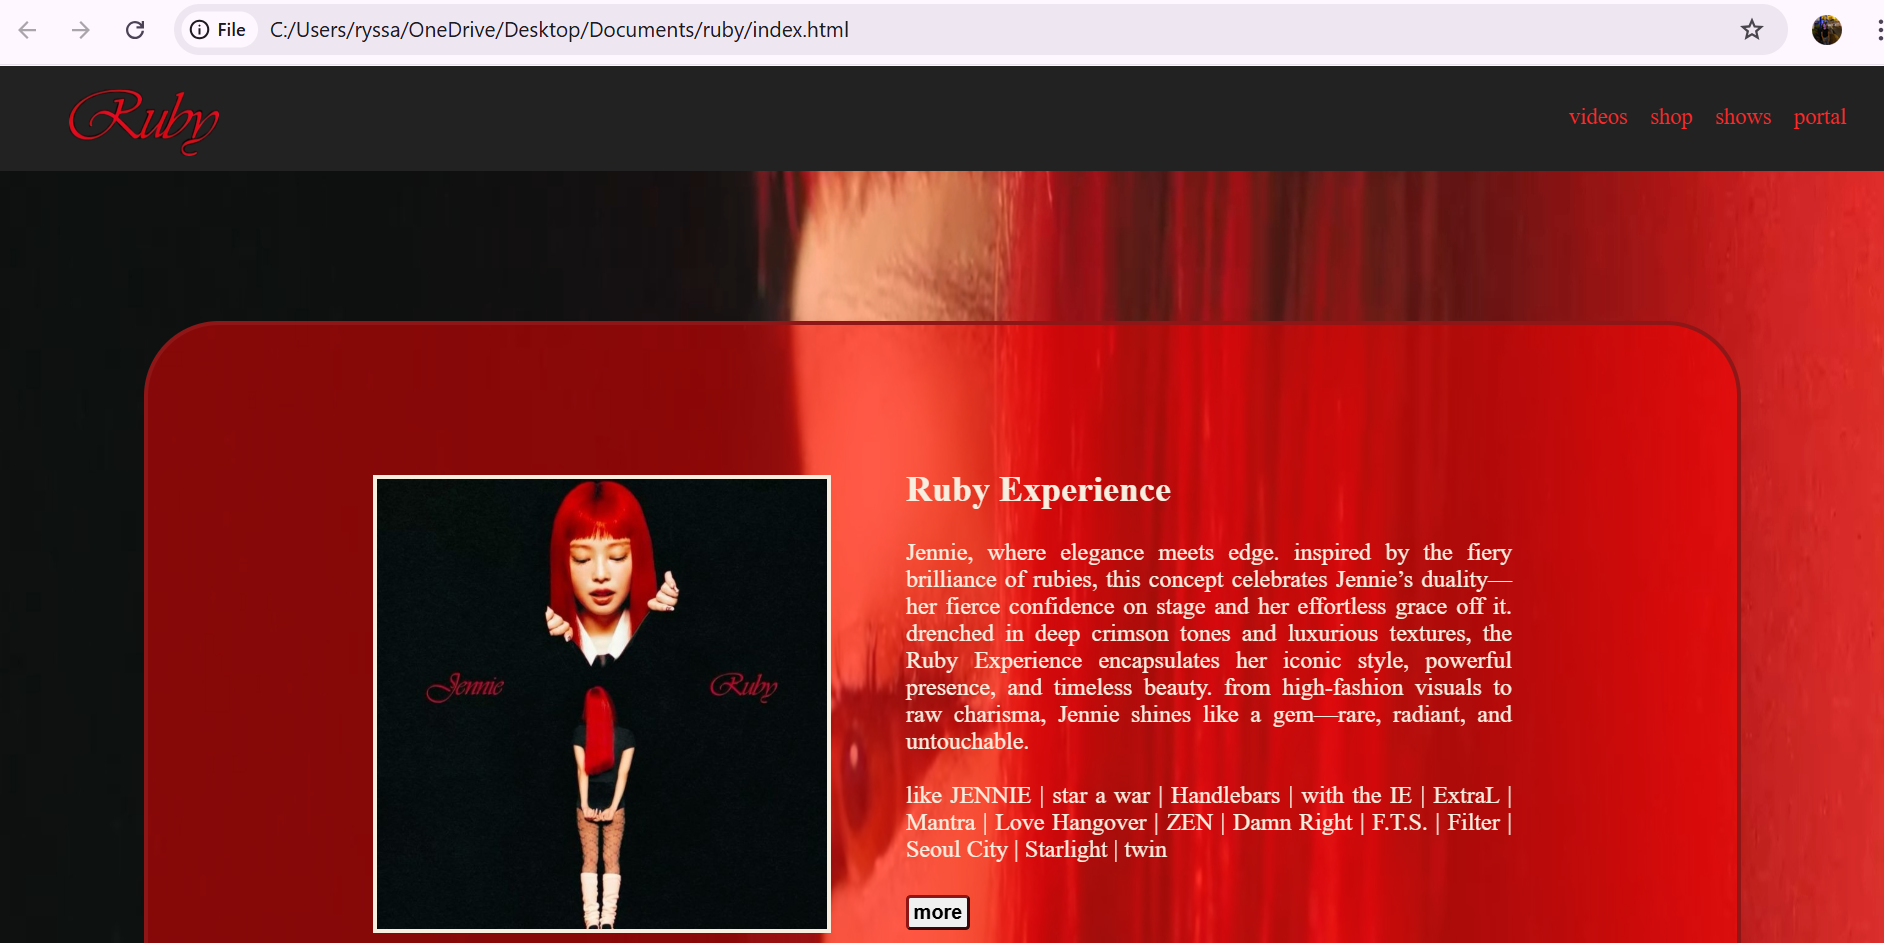 File C:/Users/ryssa/OneDrive/Desktop/Documents/ruby/index.html
Ruby
videos shop shows portal
Jennie Ruby
Ruby Experience
Jennie, where elegance meets edge. inspired by the fiery
brilliance of rubies, this concept celebrates Jennie’s duality—
her fierce confidence on stage and her effortless grace off it.
drenched in deep crimson tones and luxurious textures, the
Ruby Experience encapsulates her iconic style, powerful
presence, and timeless beauty. from high-fashion visuals to
raw charisma, Jennie shines like a gem—rare, radiant, and
untouchable.
like JENNIE | star a war | Handlebars | with the IE | ExtraL |
Mantra | Love Hangover | ZEN | Damn Right | F.T.S. | Filter |
Seoul City | Starlight | twin
more